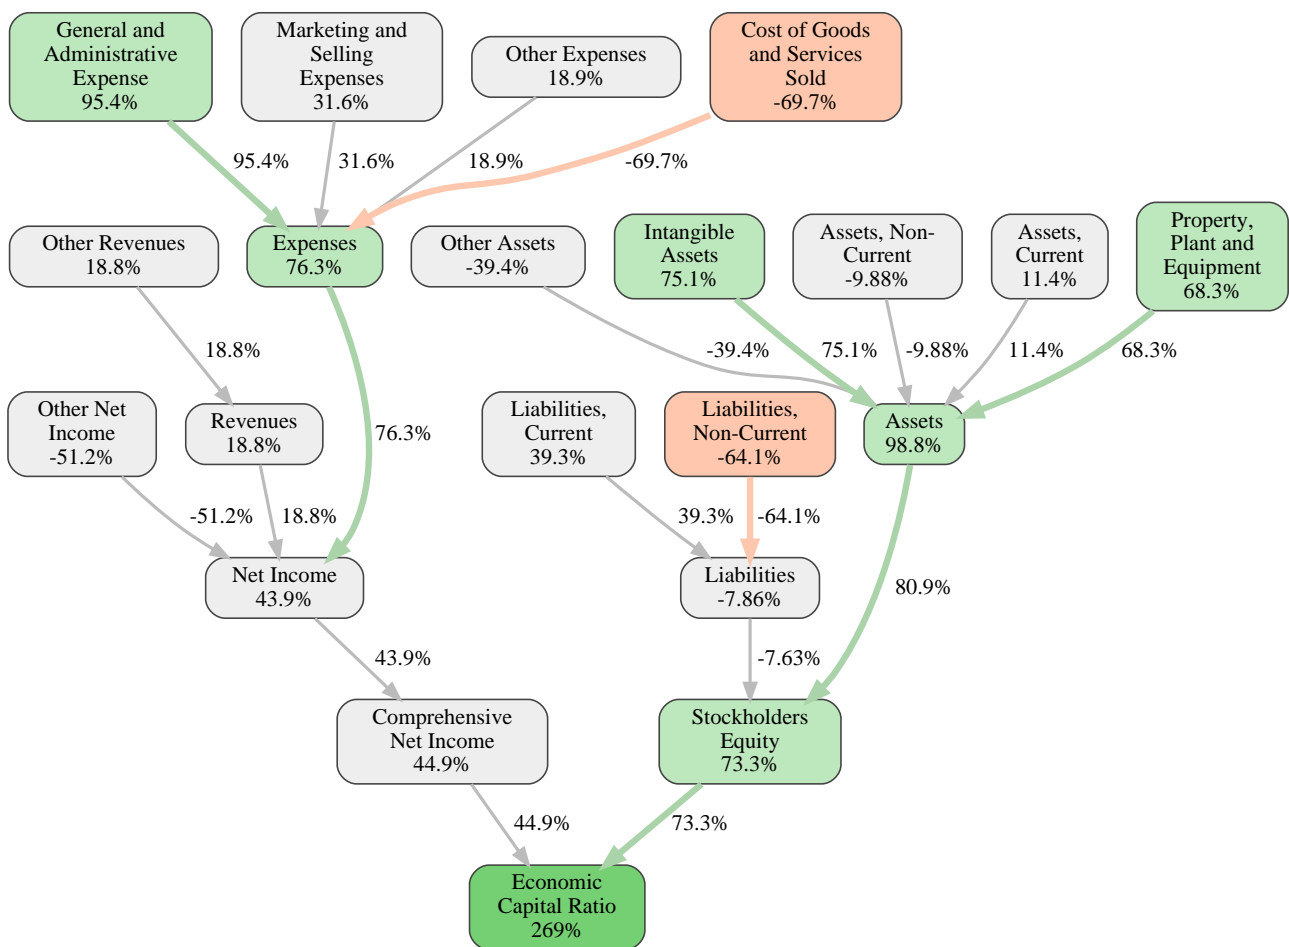 General and
Administrative
Expense
95.4%
Marketing and
Selling
Expenses
31.6%
Other Expenses
18.9%
Cost of Goods
and Services
Sold
-69.7%
95.4%
31.6%
18.9%
-69.7%
Other Revenues
18.8%
Expenses
76.3%
Other Assets
-39.4%
Intangible
Assets
75.1%
Assets, Non-
Current
-9.88%
Assets,
Current
11.4%
Property,
Plant and
Equipment
68.3%
18.8%
-39.4%
75.1%
-9.88%
11.4%
68.3%
Other Net
Income
-51.2%
Revenues
18.8%
76.3%
Liabilities,
Current
39.3%
Liabilities,
Non-Current
-64.1%
Assets
98.8%
-51.2%
18.8%
39.3%
-64.1%
Net Income
43.9%
Liabilities
-7.86%
80.9%
43.9%
-7.63%
Comprehensive
Net Income
44.9%
Stockholders
Equity
73.3%
44.9%
73.3%
Economic
Capital Ratio
269%